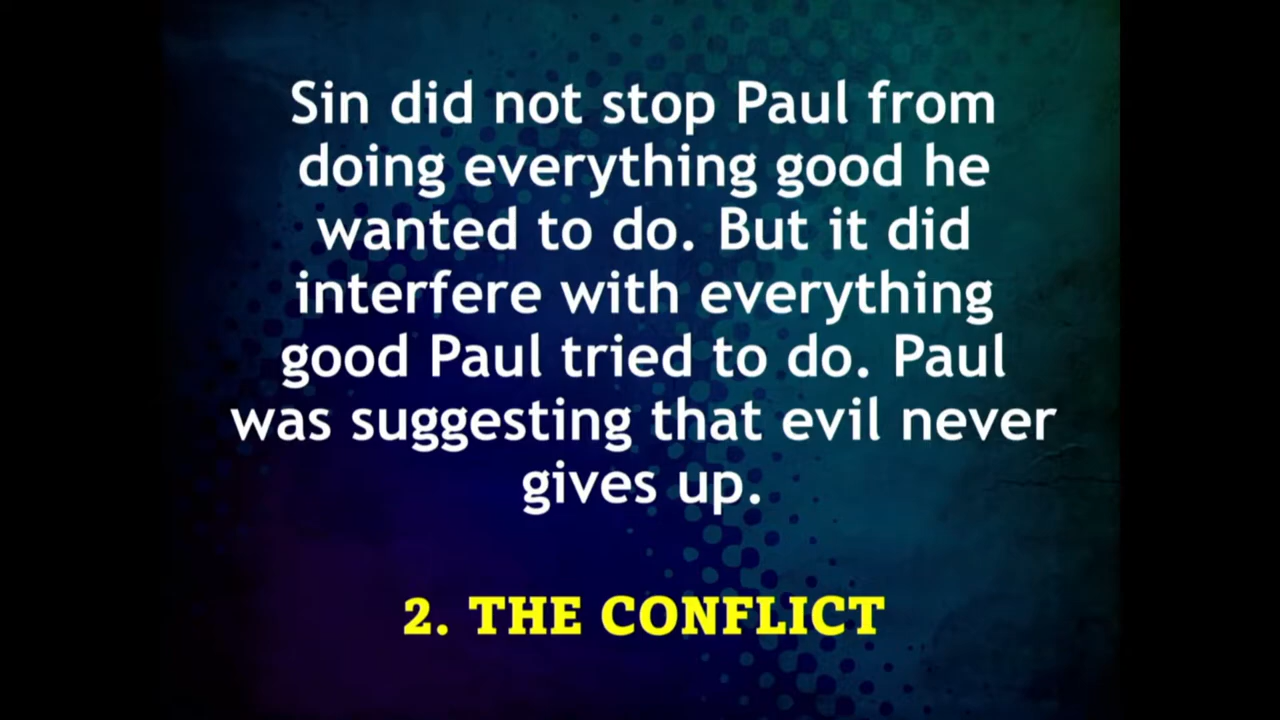 Sin did not stop Paul from
doing everything good he
wanted to do. But it did
interfere with everything
good Paul tried to do. Paul
was suggesting that evil never
gives up.
2. THE CONFLICT